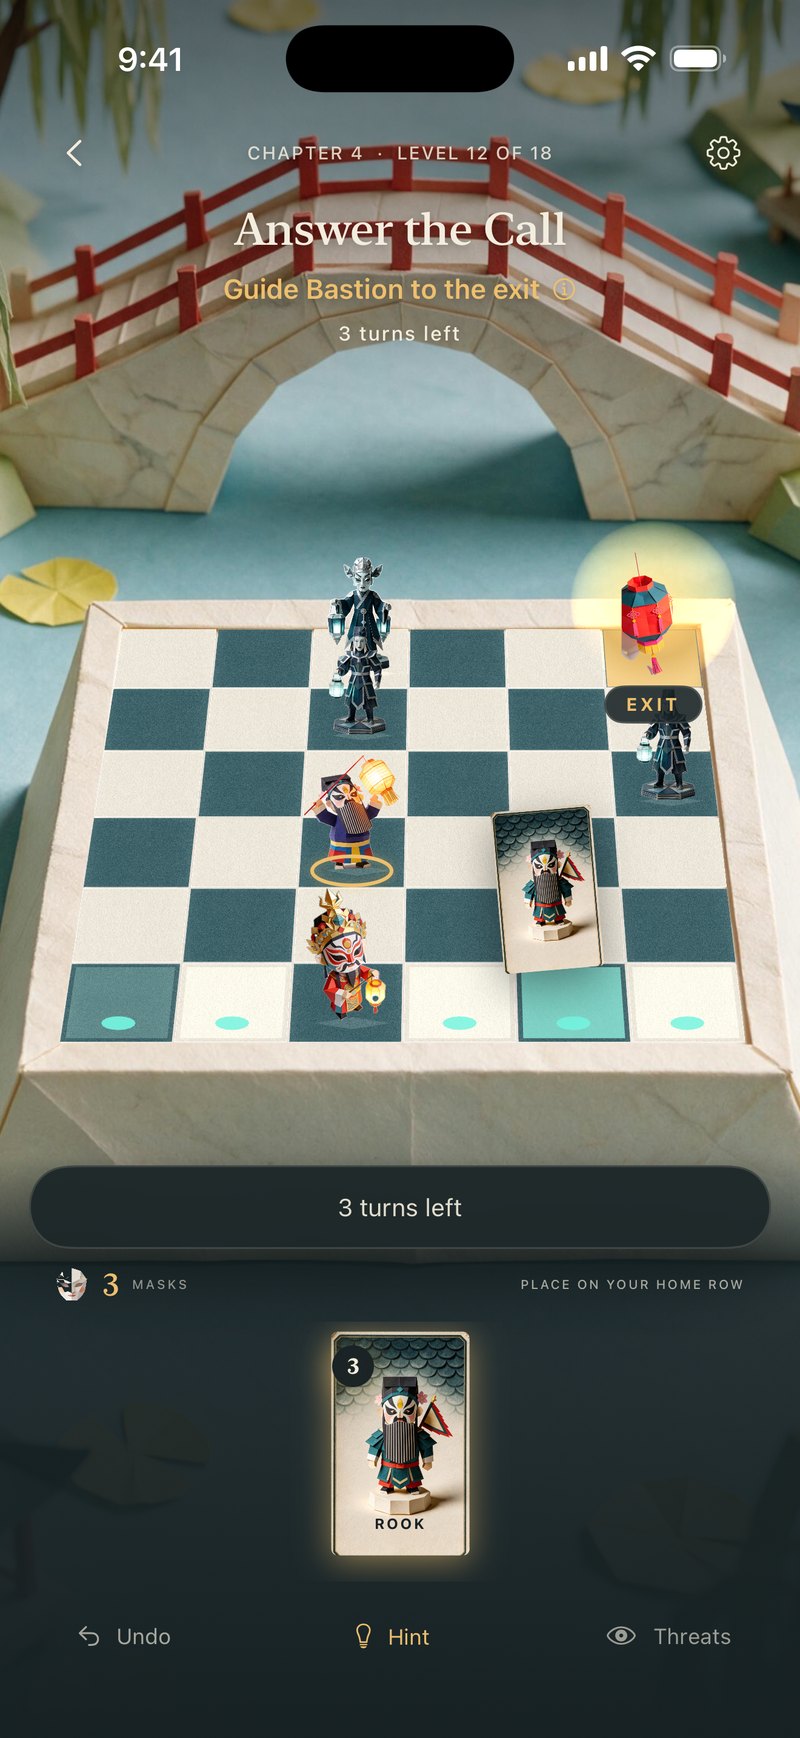 9:41
CHAPTER 4 · LEVEL 12 OF 18
Answer the Call
Guide Bastion to the exit
3 turns left
EXIT
3 turns left
3 MASKS
PLACE ON YOUR HOME ROW
3
ROOK
Undo
Hint
Threats